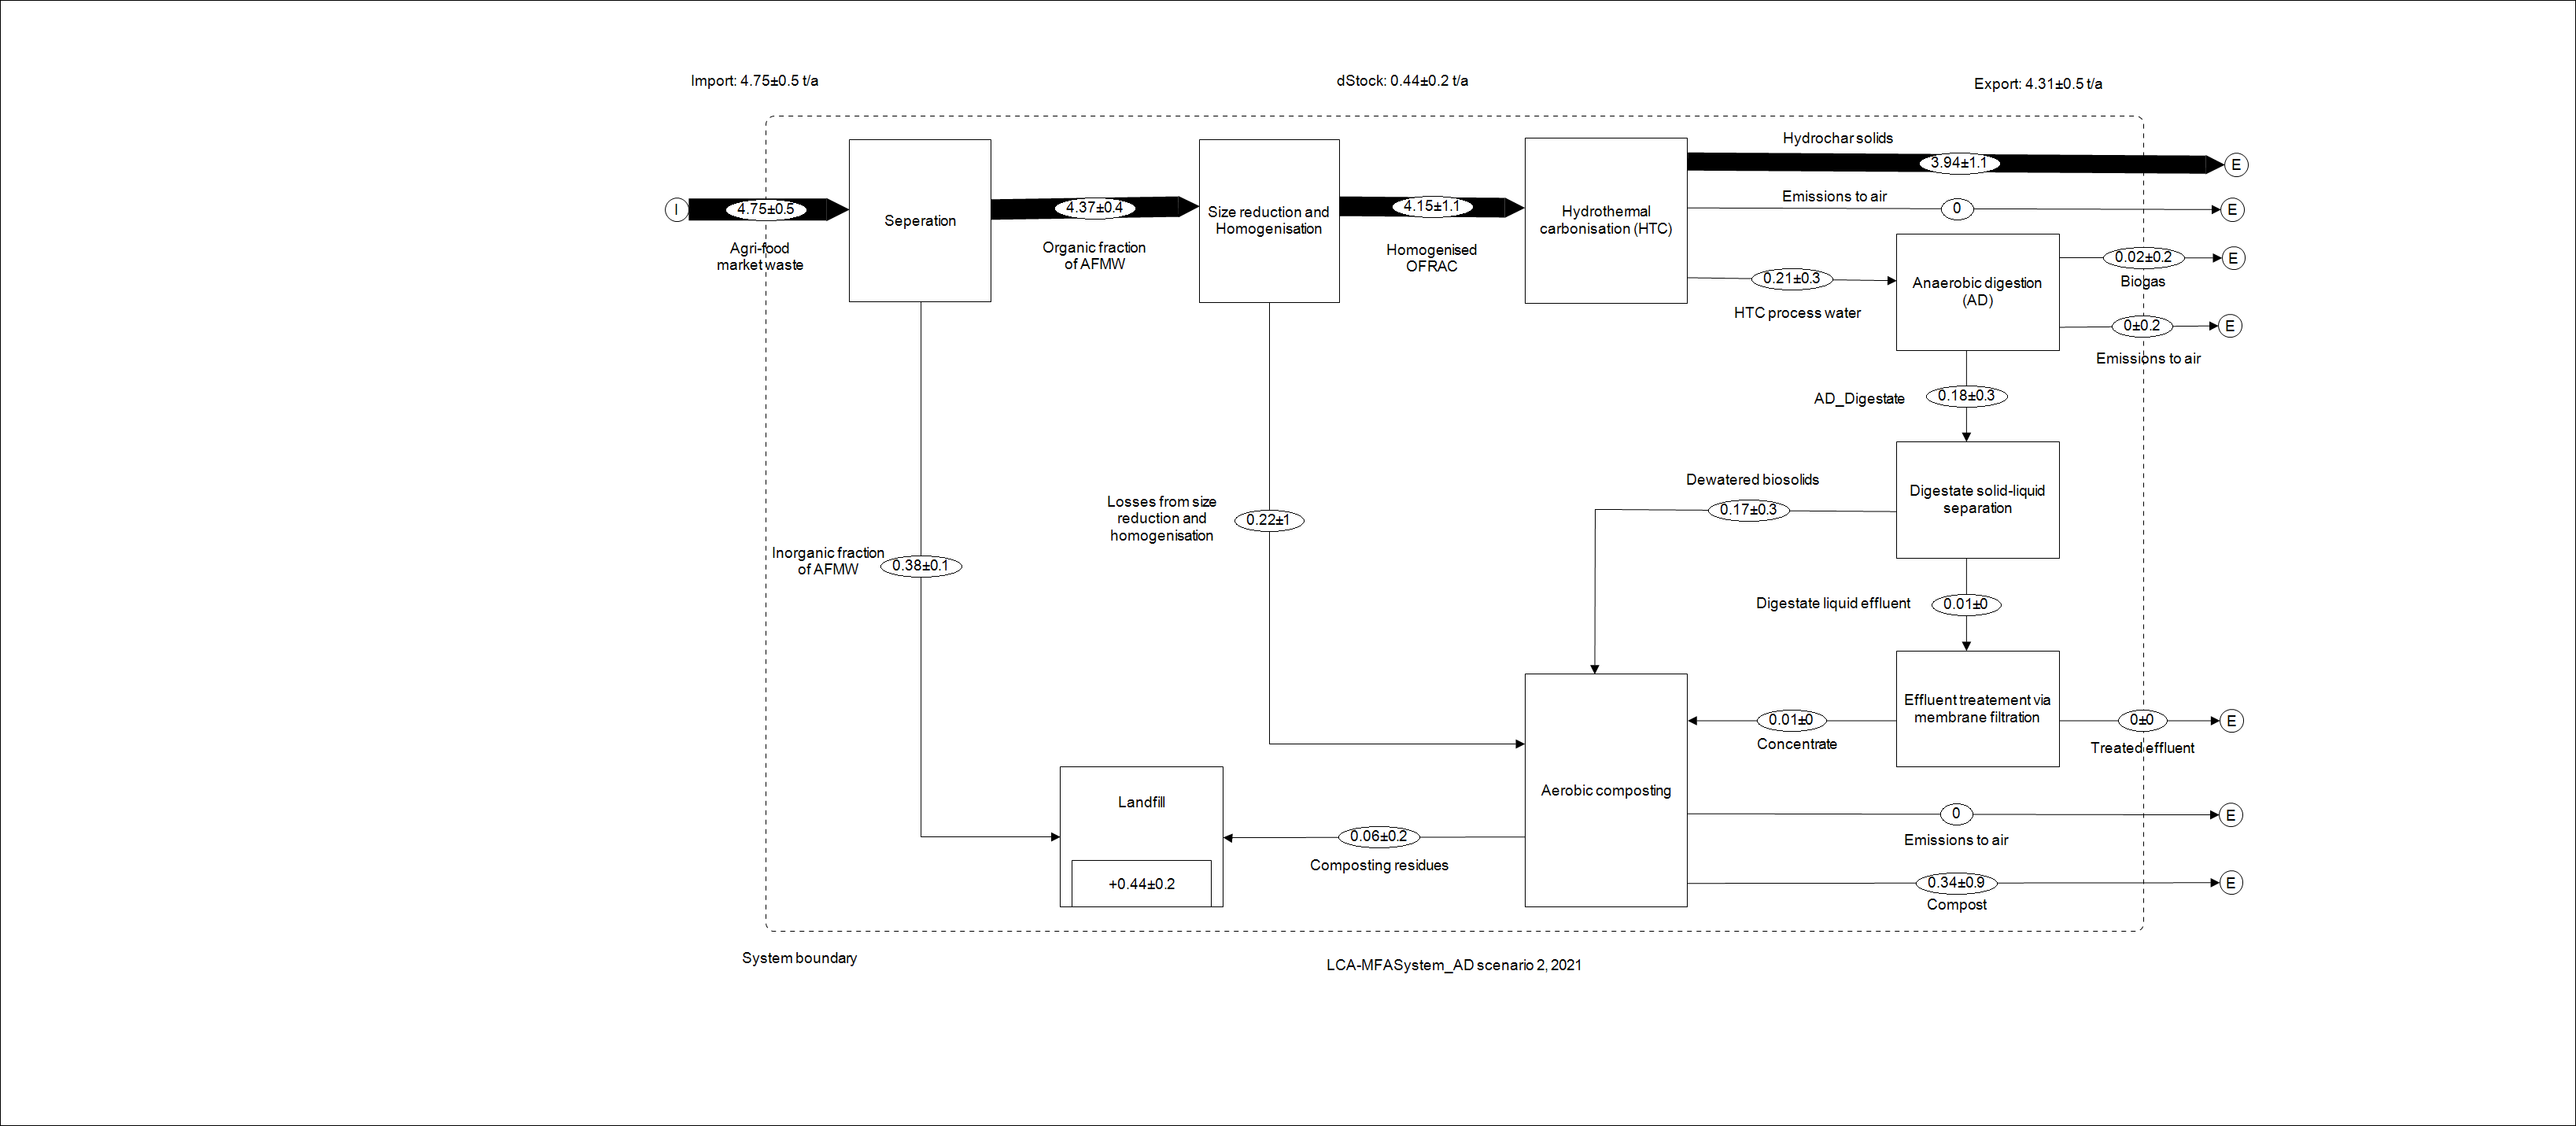 Import: 4.75±0.5 t/a
dStock: 0.44±0.2 t/a
Export: 4.31±0.5 t/a
Hydrochar solids
3.94±1.1
E
Emissions to air
0
E
I
4.75±0.5
Agri-food
market waste
Seperation
4.37±0.4
Organic fraction
of AFMW
Size reduction and
Homogenisation
4.15±1.1
Homogenised
OFRAC
Hydrothermal
carbonisation (HTC)
0.21±0.3
HTC process water
Anaerobic digestion
(AD)
0.02±0.2
E
Biogas
0±0.2
E
Emissions to air
AD_Digestate
0.18±0.3
Dewatered biosolids
0.17±0.3
Digestate solid-liquid
separation
Losses from size
reduction and
homogenisation
0.22±1
Inorganic fraction
of AFMW
0.38±0.1
Digestate liquid effluent
0.01±0
Effluent treatement via
membrane filtration
0.01±0
Concentrate
0±0
E
Treated effluent
Aerobic composting
Landfill
+0.44±0.2
0.06±0.2
Composting residues
0
E
Emissions to air
0.34±0.9
E
Compost
System boundary
LCA-MFASystem_AD scenario 2, 2021